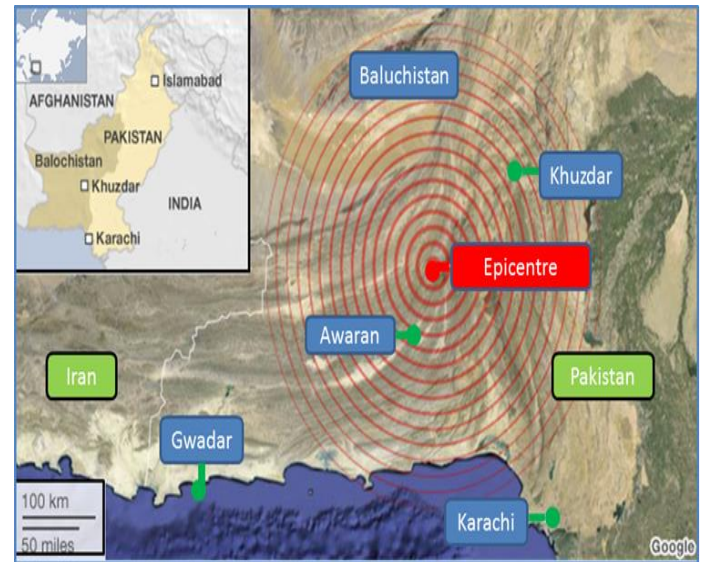 Islamabad
AFGHANISTAN
PAKISTAN
Balochistan
Khuzdar
INDIA
Karachi
Baluchistan
Khuzdar
Epicentre
Awaran
Iran
Pakistan
Gwadar
100 km
50 miles
Karachi
Google